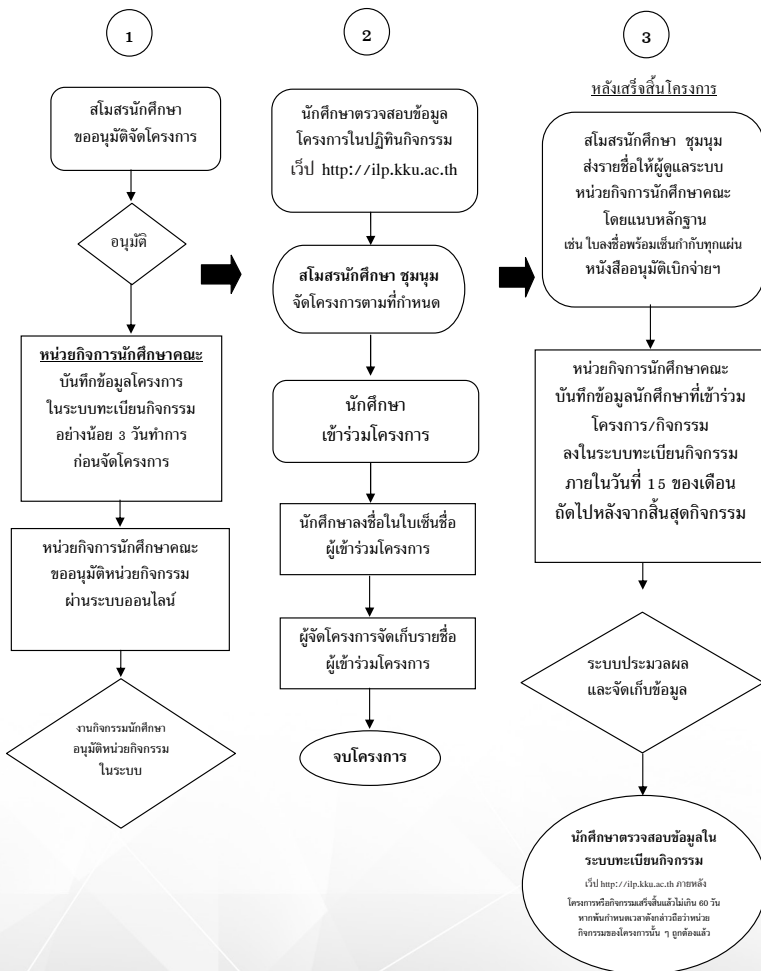 1
สโมสรนักศึกษา
ขออนุมัติจัดโครงการ
อนุมัติ
หน่วยกิจการนักศึกษาคณะ
บันทึกข้อมูลโครงการ
ในระบบทะเบียนกิจกรรม
อย่างน้อย 3 วันทำการ
ก่อนจัดโครงการ
หน่วยกิจการนักศึกษาคณะ
ขออนุมัติหน่วยกิจกรรม
ผ่านระบบออนไลน์
งานกิจกรรมนักศึกษา
อนุมัติหน่วยกิจกรรม
ในระบบ
2
นักศึกษาตรวจสอบข้อมูล
โครงการในปฏิทินกิจกรรม
เว็ป http://ilp.kku.ac.th
สโมสรนักศึกษา ชุมนุม
จัดโครงการตามที่กำหนด
นักศึกษา
เข้าร่วมโครงการ
นักศึกษาลงชื่อในใบเซ็นชื่อ
ผู้เข้าร่วมโครงการ
ผู้จัดโครงการจัดเก็บรายชื่อ
ผู้เข้าร่วมโครงการ
จบโครงการ
3
หลังเสร็จสิ้นโครงการ
สโมสรนักศึกษา ชุมนุม
ส่งรายชื่อให้ผู้ดูแลระบบ
หน่วยกิจการนักศึกษาคณะ
โดยแนบหลักฐาน
เช่น ใบลงชื่อพร้อมเซ็นกำกับทุกแผ่น
หนังสืออนุมัติเบิกจ่ายฯ
หน่วยกิจการนักศึกษาคณะ
บันทึกข้อมูลนักศึกษาที่เข้าร่วม
โครงการ/กิจกรรม
ลงในระบบทะเบียนกิจกรรม
ภายในวันที่ 15 ของเดือน
ถัดไปหลังจากสิ้นสุดกิจกรรม
ระบบประมวลผล
และจัดเก็บข้อมูล
นักศึกษาตรวจสอบข้อมูลใน
ระบบทะเบียนกิจกรรม
เว็ป http://ilp.kku.ac.th ภายหลัง
โครงการหรือกิจกรรมเสร็จสิ้นแล้วไม่เกิน 60 วัน
หากพ้นกำหนดเวลาดังกล่าวถือว่าหน่วย
กิจกรรมของโครงการนั้น ๆ ถูกต้องแล้ว